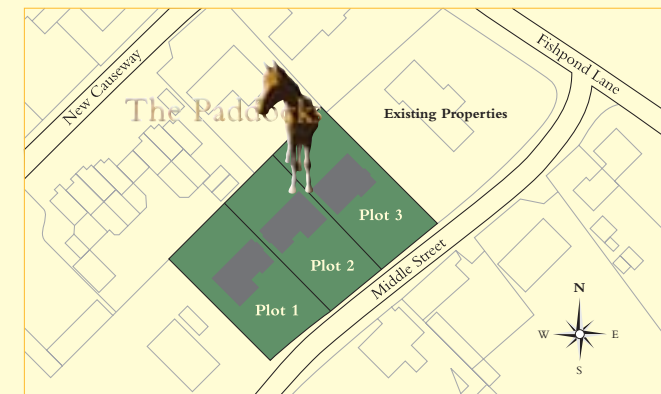 Fishpond Lane
New Causeway
The Paddocks
Existing Properties
Plot 3
Middle Street
Plot 2
Plot 1
N
W
E
S